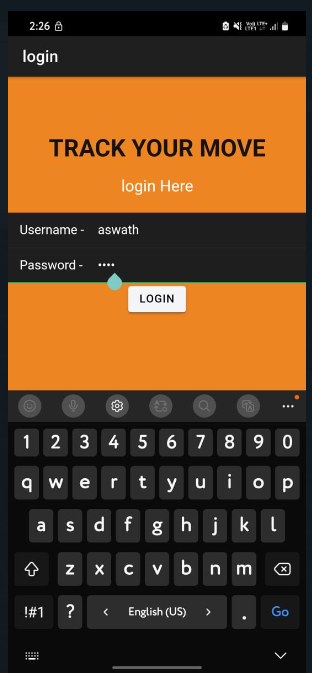 2:26
login
TRACK YOUR MOVE
login Here
Username - aswath
Password - ••••
LOGIN
1 2 3 4 5 6 7 8 9 0
q w e r t y u i o p
a s d f g h j k l
z x c v b n m
!#1 ? < English (US) > . Go